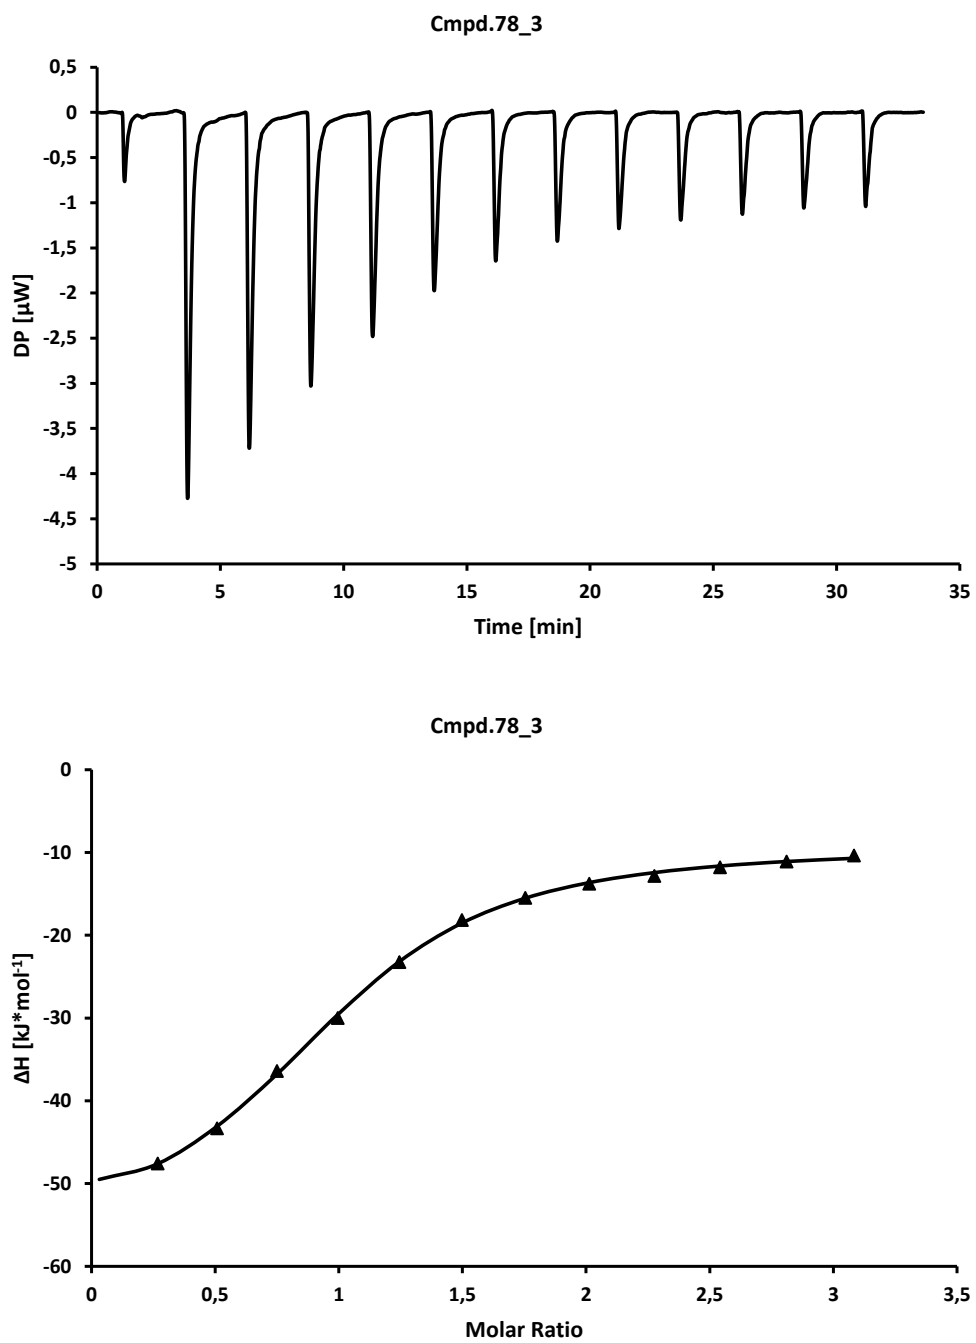 Cmpd.78_3
0,5
0
-0,5
-1
-1,5
-2
-2,5
-3
-3,5
-4
-4,5
-5
DP [µW]
0 5 10 15 20 25 30 35
Time [min]
Cmpd.78_3
0
-10
-20
-30
-40
-50
-60
ΔH [kJ*mol⁻¹]
0 0,5 1 1,5 2 2,5 3 3,5
Molar Ratio